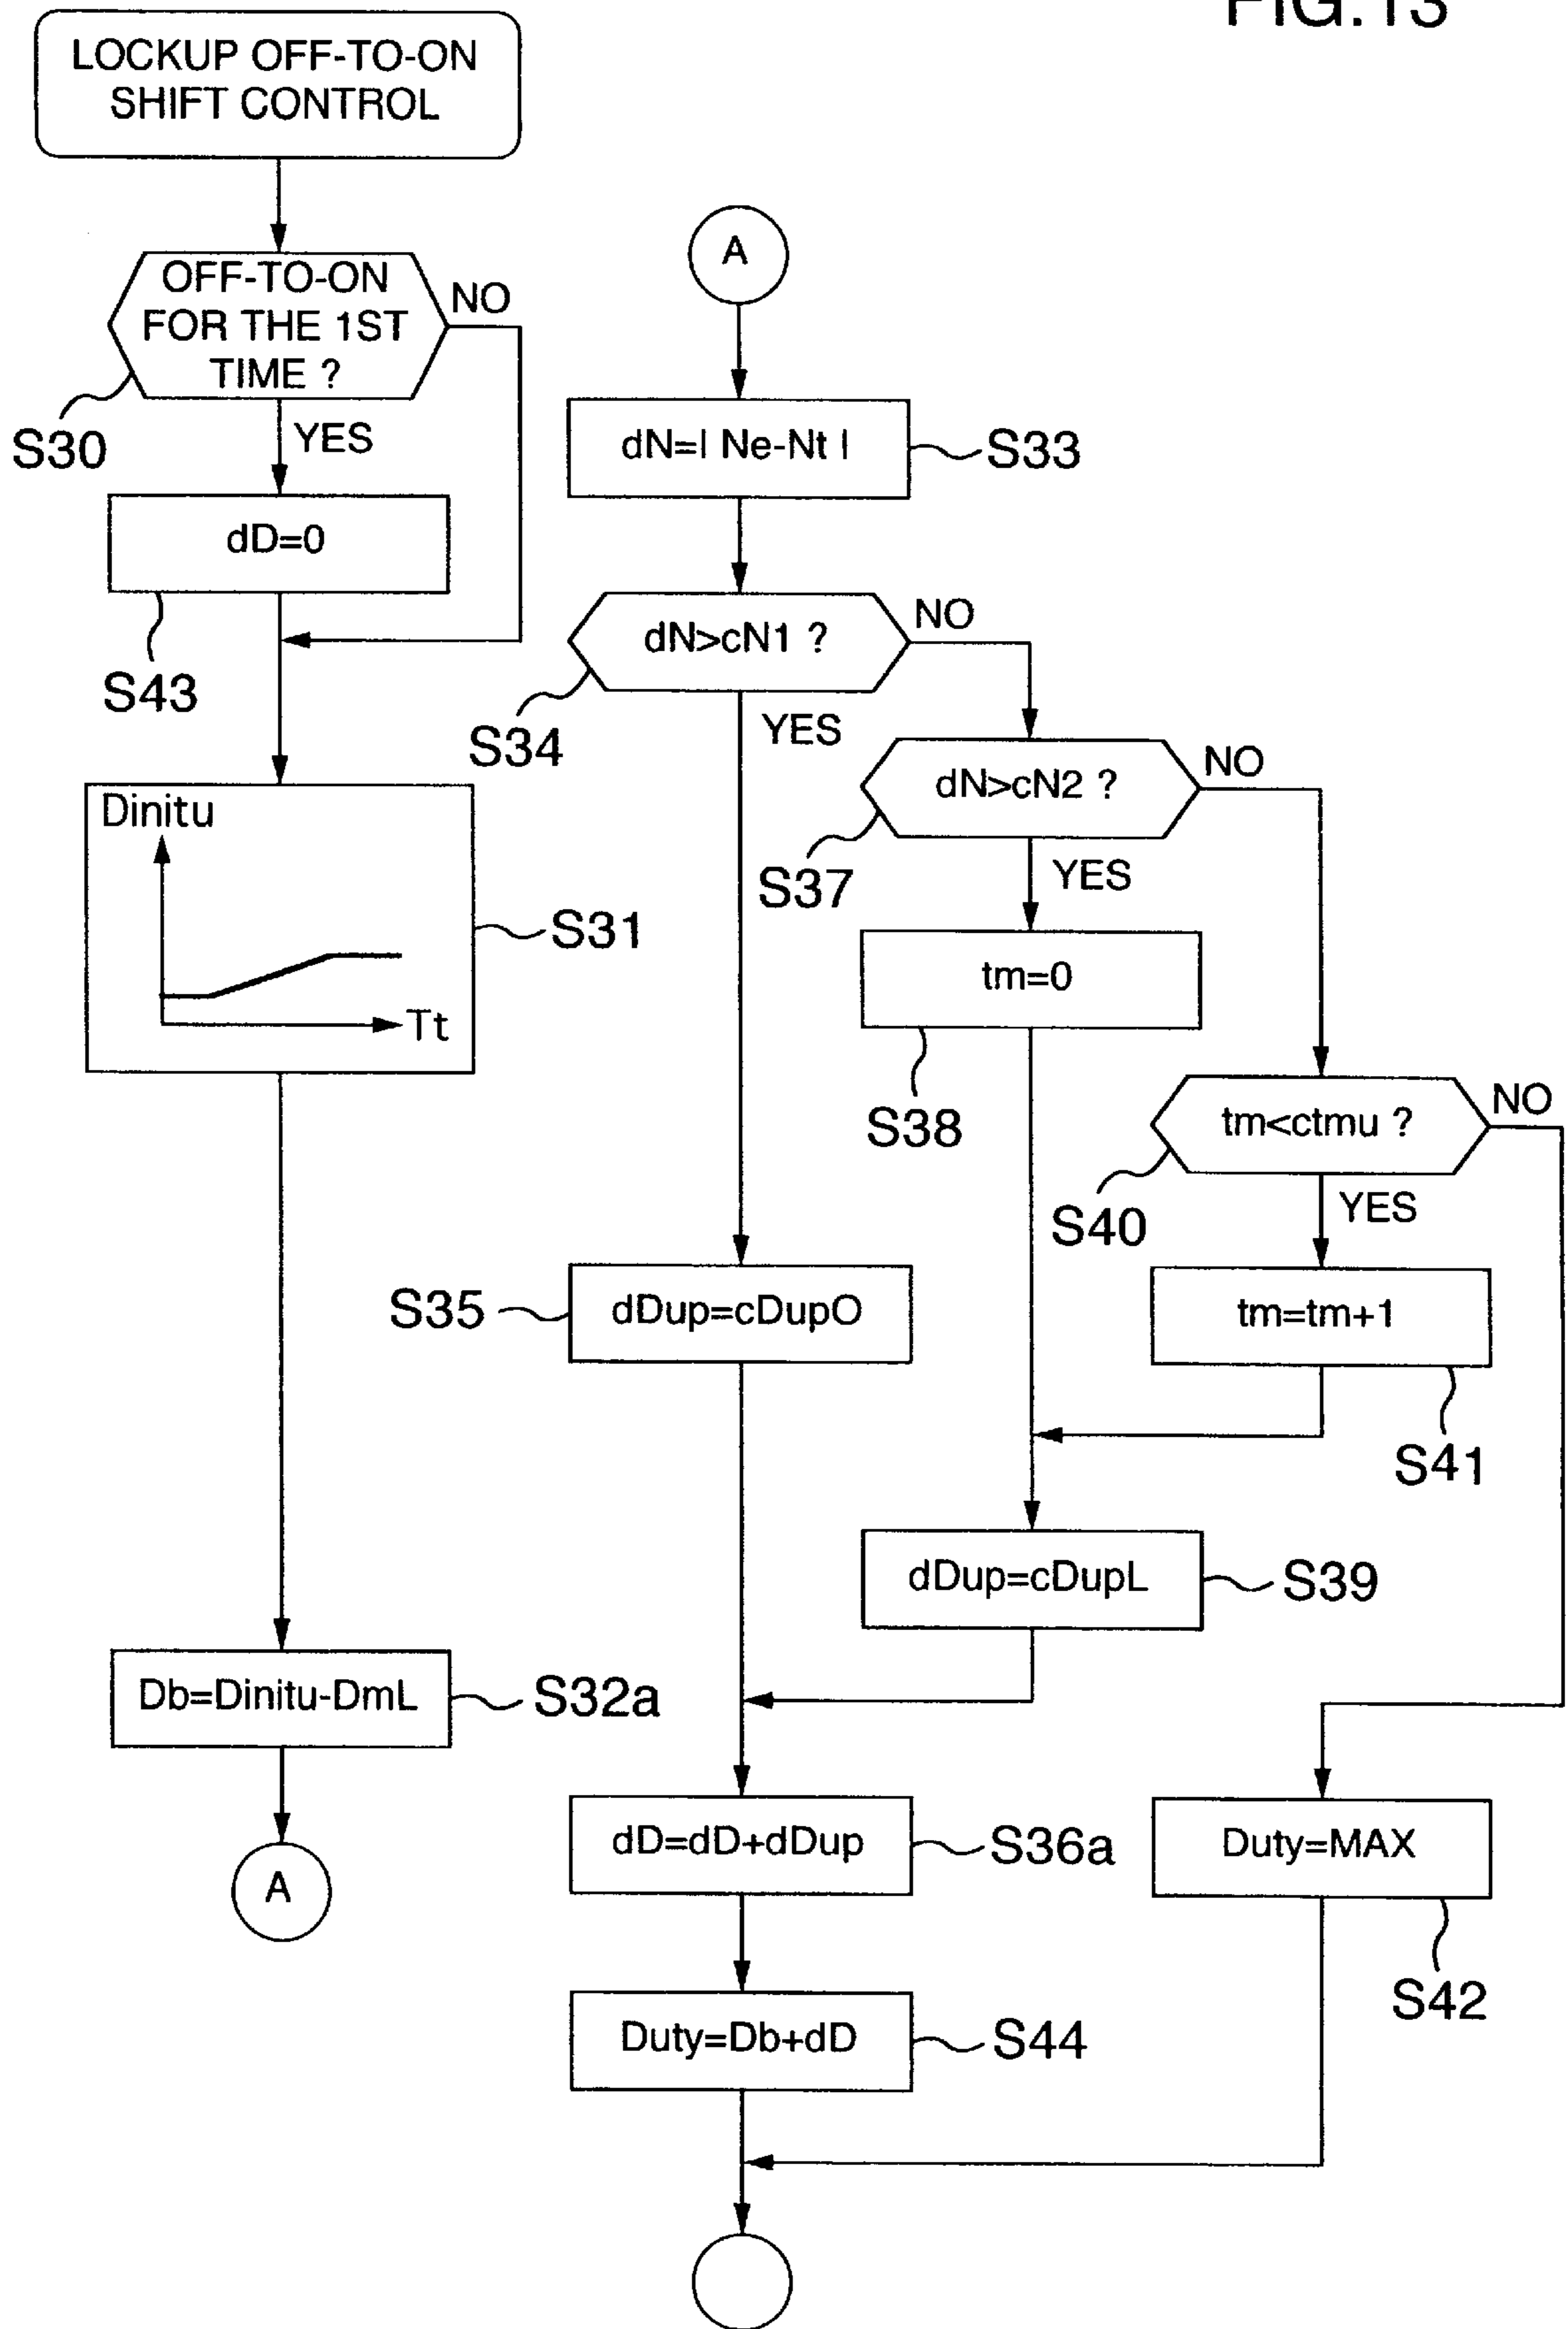 FIG.13
LOCKUP OFF-TO-ON
SHIFT CONTROL
OFF-TO-ON
FOR THE 1ST
TIME ?
NO
S30
YES
dD=0
S43
Dinitu
Tt
S31
Db=Dinitu-DmL
S32a
A
A
dN=| Ne-Nt |
S33
dN>cN1 ?
NO
S34
YES
dN>cN2 ?
NO
S37
YES
tm=0
S38
tm<ctmu ?
NO
S40
YES
tm=tm+1
S41
S35
dDup=cDupO
dDup=cDupL
S39
dD=dD+dDup
S36a
Duty=MAX
S42
Duty=Db+dD
S44